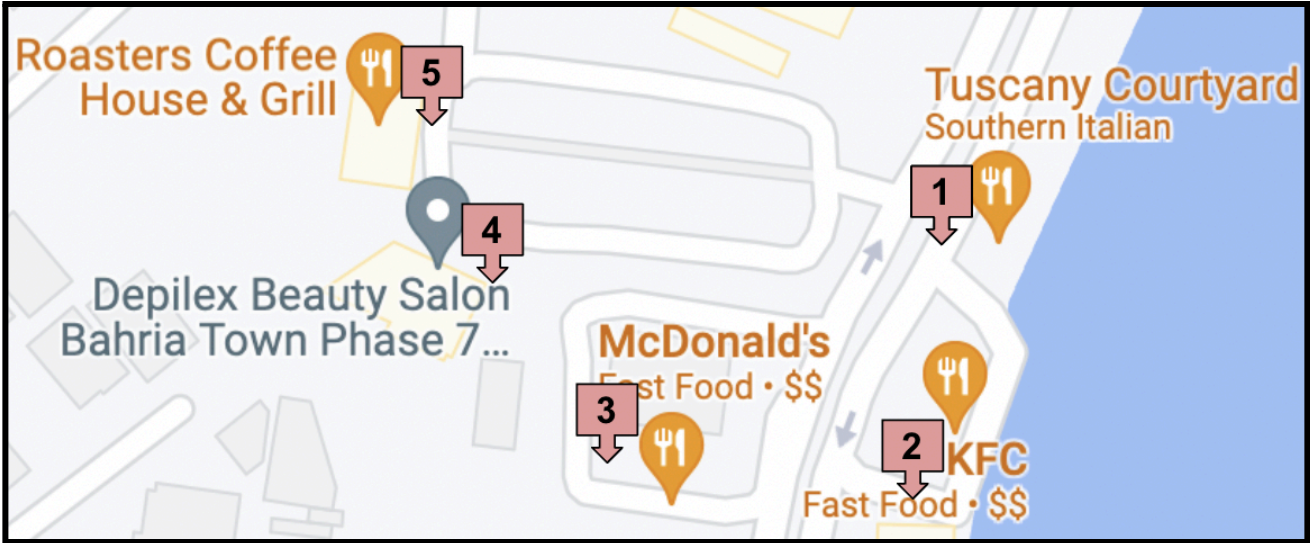 Roasters Coffee
House & Grill
5
Tuscany Courtyard
Southern Italian
1
4
Depilex Beauty Salon
Bahria Town Phase 7...
McDonald's
Fast Food • $$
3
2
KFC
Fast Food • $$